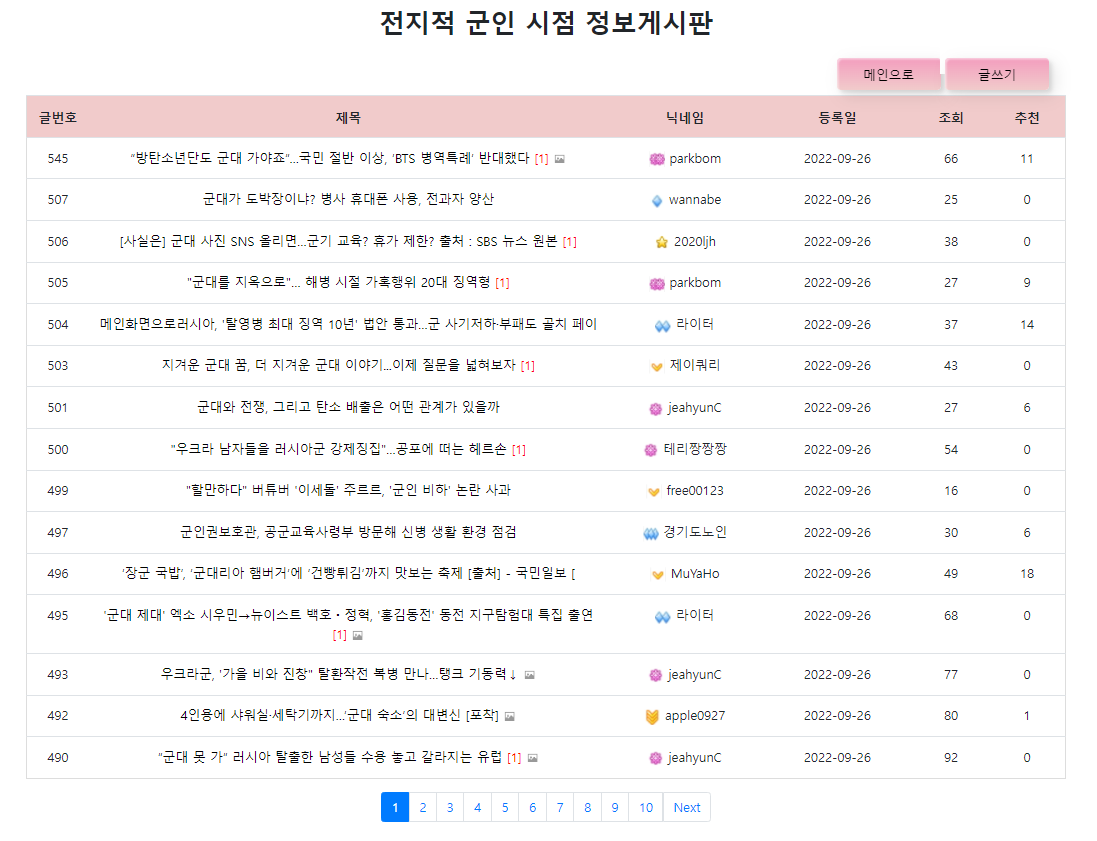 전지적 군인 시점 정보게시판
메인으로 글쓰기
글번호 제목 닉네임 등록일 조회 추천
545 "방탄소년단도 군대 가야죠"...국민 절반 이상, 'BTS 병역특례' 반대했다 [1] parkbom 2022-09-26 66 11
507 군대가 도박장이냐? 병사 휴대폰 사용, 전과자 양산 wannabe 2022-09-26 25 0
506 [사실은] 군대 사진 SNS 올리면...군기 교육? 휴가 제한? 출처 : SBS 뉴스 원본 [1] 2020ljh 2022-09-26 38 0
505 "군대를 지옥으로"... 해병 시절 가혹행위 20대 징역형 [1] parkbom 2022-09-26 27 9
504 메인화면으로러시아, '탈영병 최대 징역 10년' 법안 통과...군 사기저하·부패도 골치 페이 라이터 2022-09-26 37 14
503 지겨운 군대 꿈, 더 지겨운 군대 이야기...이제 질문을 넓혀보자 [1] 제이쿼리 2022-09-26 43 0
501 군대와 전쟁, 그리고 탄소 배출은 어떤 관계가 있을까 jeahyunC 2022-09-26 27 6
500 "우크라 남자들을 러시아군 강제징집"...공포에 떠는 헤르손 [1] 테리짱짱짱 2022-09-26 54 0
499 "할만하다" 버튜버 '이세돌' 주르르, '군인 비하' 논란 사과 free00123 2022-09-26 16 0
497 군인권보호관, 공군교육사령부 방문해 신병 생활 환경 점검 경기도노인 2022-09-26 30 6
496 '장군 국밥', '군대리아 햄버거'에 '건빵튀김'까지 맛보는 축제 [출처] - 국민일보 [ MuYaHo 2022-09-26 49 18
495 '군대 제대' 엑소 시우민→뉴이스트 백호·정혁, '홍김동전' 동전 지구탐험대 특집 출연 라이터 2022-09-26 68 0
[1]
493 우크라군, '가을 비와 진창" 탈환작전 복병 만나...탱크 기동력↓ jeahyunC 2022-09-26 77 0
492 4인용에 샤워실·세탁기까지...'군대 숙소'의 대변신 [포착] apple0927 2022-09-26 80 1
490 "군대 못 가" 러시아 탈출한 남성들 수용 놓고 갈라지는 유럽 [1] jeahyunC 2022-09-26 92 0
1 2 3 4 5 6 7 8 9 10 Next